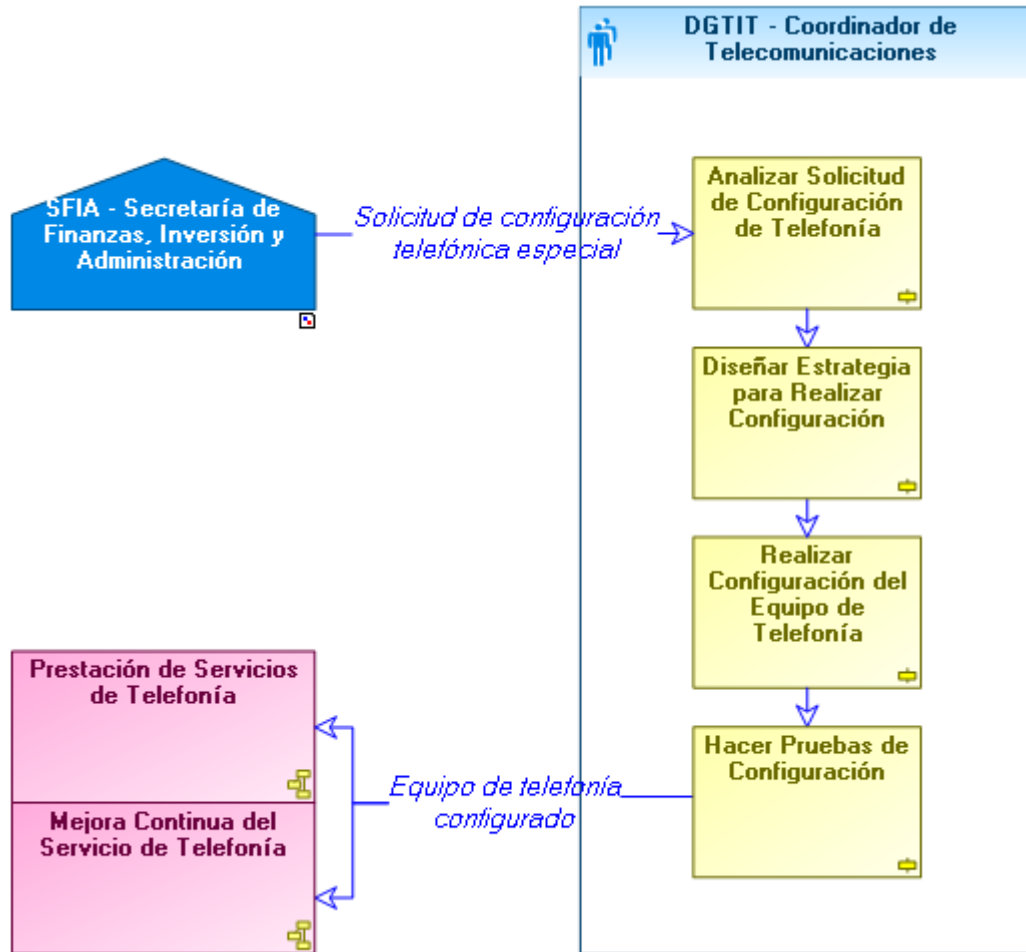 DGTIT - Coordinador de
Telecomunicaciones
SFIA - Secretaría de
Finanzas, Inversión y
Administración
Solicitud de configuración
telefónica especial
Analizar Solicitud
de Configuración
de Telefonía
Diseñar Estrategia
para Realizar
Configuración
Realizar
Configuración del
Equipo de
Telefonía
Hacer Pruebas de
Configuración
Equipo de telefonía
configurado
Prestación de Servicios
de Telefonía
Mejora Continua del
Servicio de Telefonía